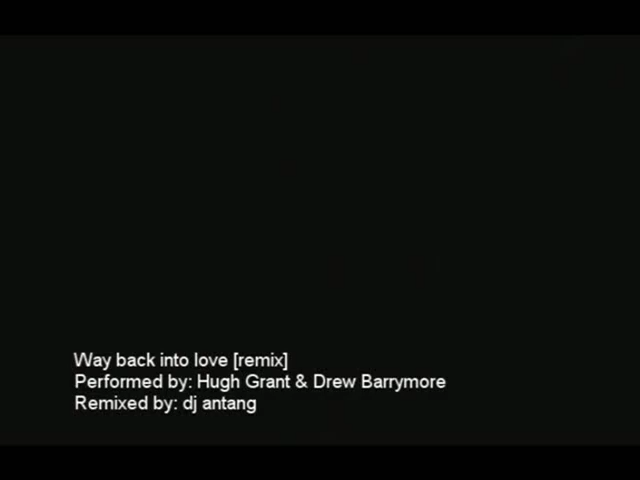 Way back into love [remix]
Performed by: Hugh Grant & Drew Barrymore
Remixed by: dj antang